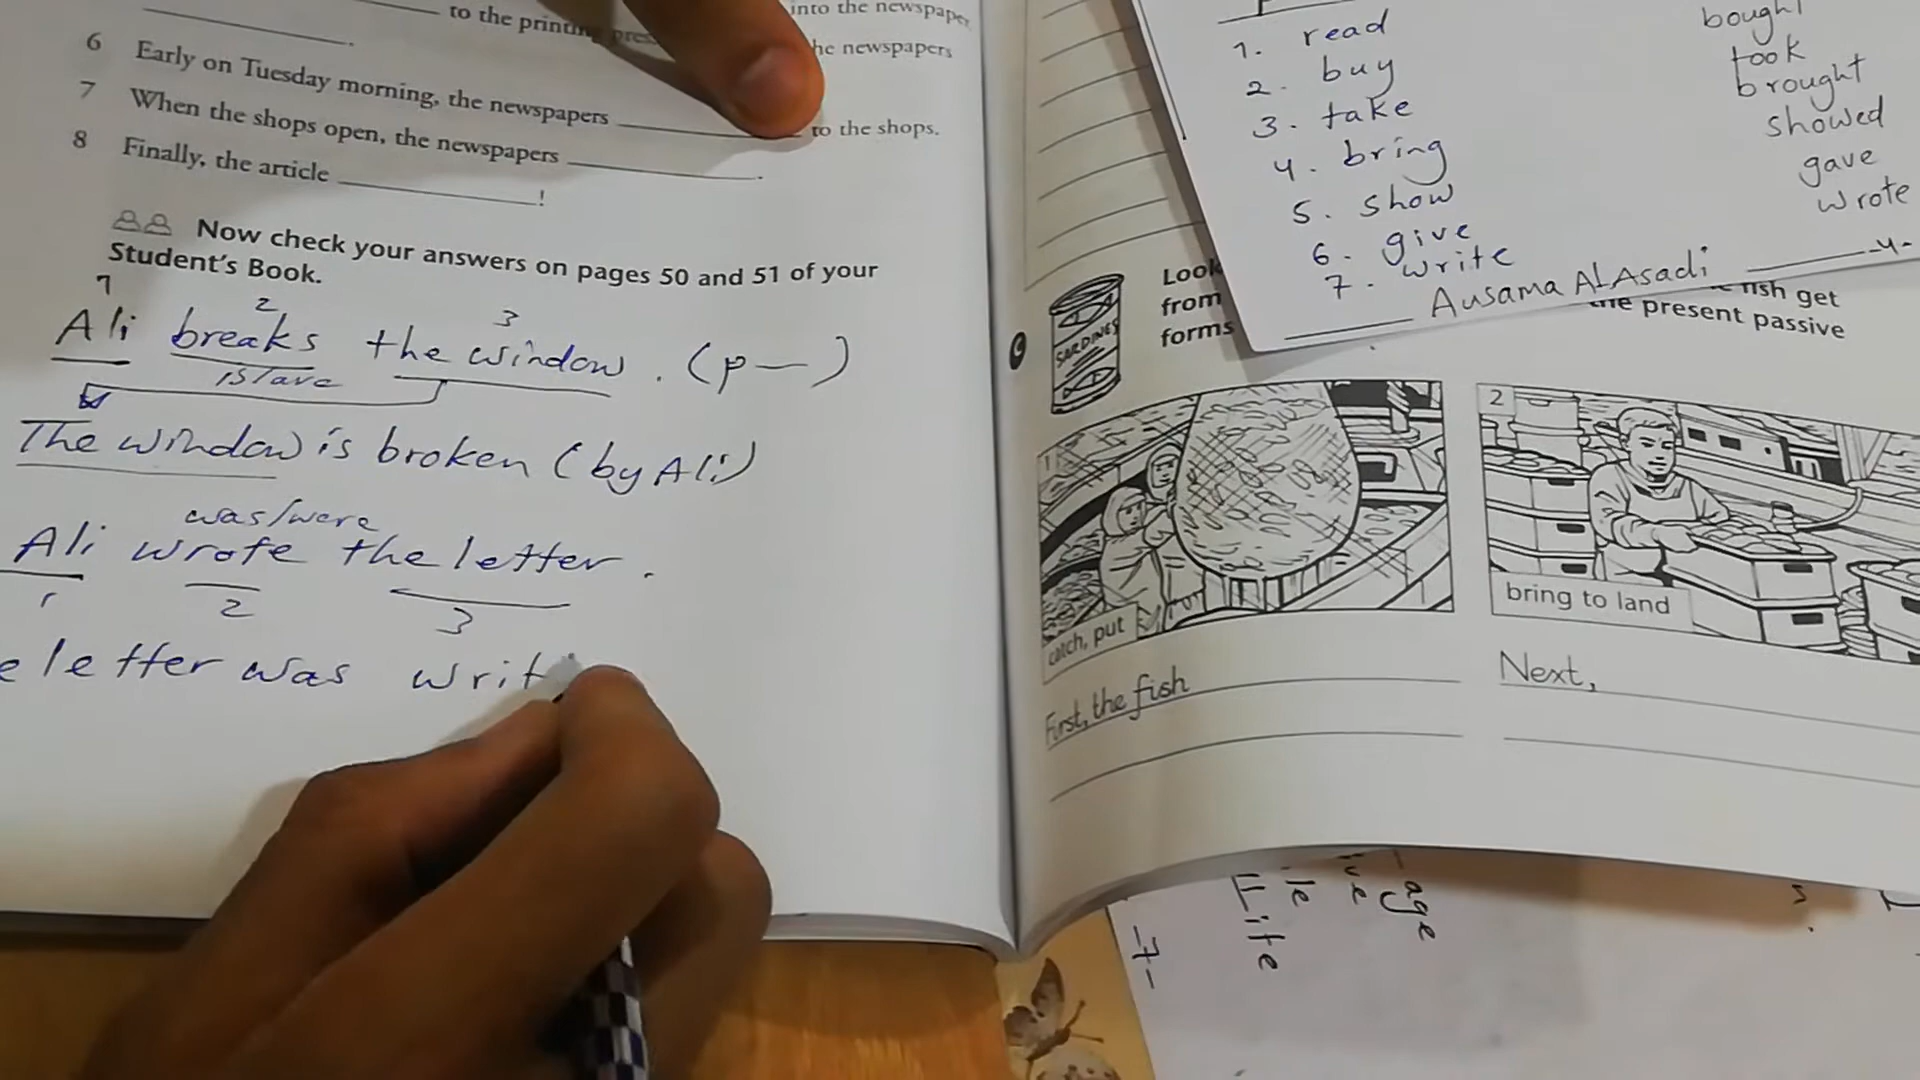 to the printing
into the newspaper
newspapers
6 Early on Tuesday morning, the newspapers to the shops.
7 When the shops open, the newspapers .
8 Finally, the article !
Now check your answers on pages 50 and 51 of your
Student's Book.
1 2 3
Ali breaks the window . (p — )
is/are
The window is broken (by Ali)
was/were
Ali wrote the letter .
1 2 3
letter was writ
1. read
2. buy
3. take
4. bring
5. show
6. give
7. write
bought
took
brought
showed
gave
wrote
Ausama ALAsadi -4-
Look fish get
from the present passive
forms
SARDINES
1
catch, put
First, the fish
2
bring to land
Next,
age
-7-